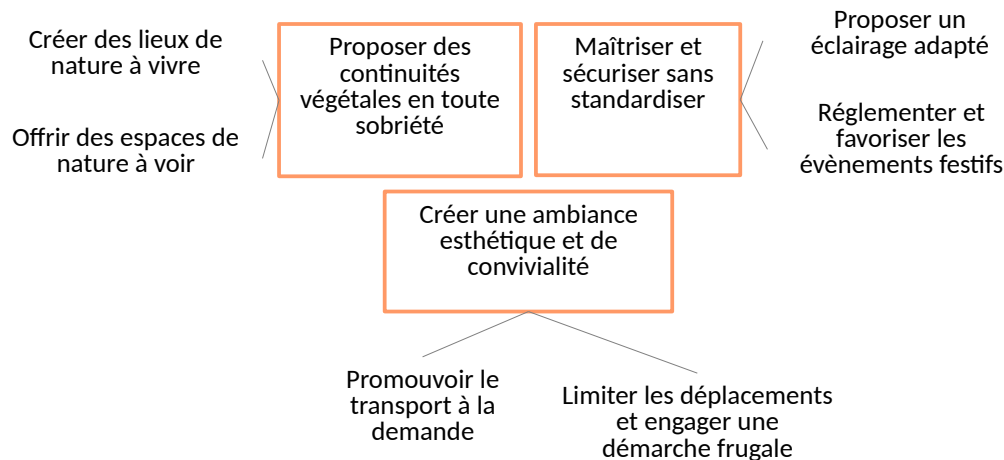 Créer des lieux de
nature à vivre
Offrir des espaces de
nature à voir
Proposer des
continuités
végétales en toute
sobriété
Maîtriser et
sécuriser sans
standardiser
Proposer un
éclairage adapté
Réglementer et
favoriser les
évènements festifs
Créer une ambiance
esthétique et de
convivialité
Promouvoir le
transport à la
demande
Limiter les déplacements
et engager une
démarche frugale